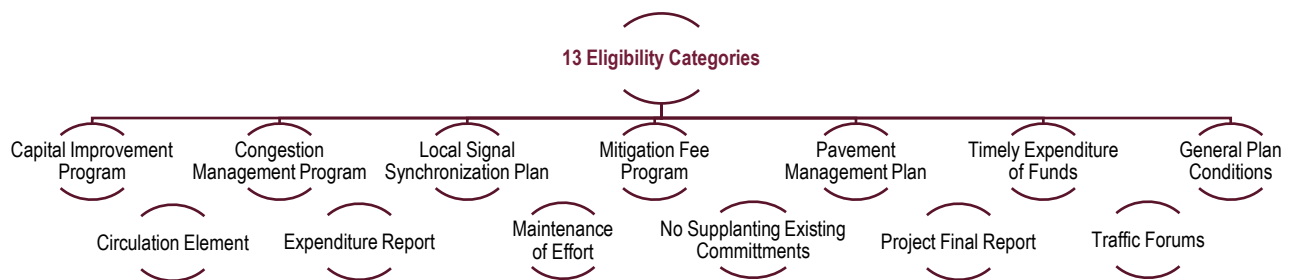 13 Eligibility Categories
Capital Improvement
Program
Congestion
Management Program
Local Signal
Synchronization Plan
Mitigation Fee
Program
Pavement
Management Plan
Timely Expenditure
of Funds
General Plan
Conditions
Circulation Element
Expenditure Report
Maintenance
of Effort
No Supplanting Existing
Committments
Project Final Report
Traffic Forums